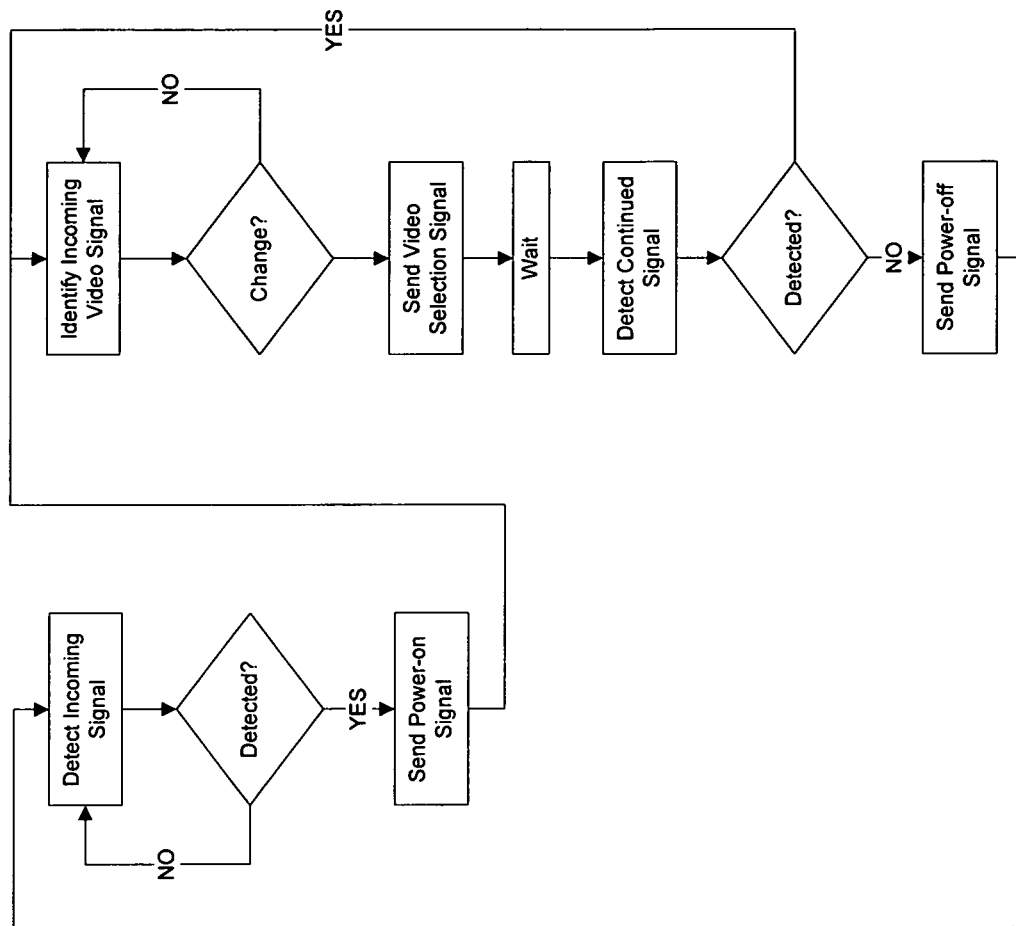 Detect Incoming
Signal
Detected?
NO
YES
Send Power-on
Signal
Identify Incoming
Video Signal
Change?
NO
Send Video
Selection Signal
Wait
Detect Continued
Signal
Detected?
YES
NO
Send Power-off
Signal